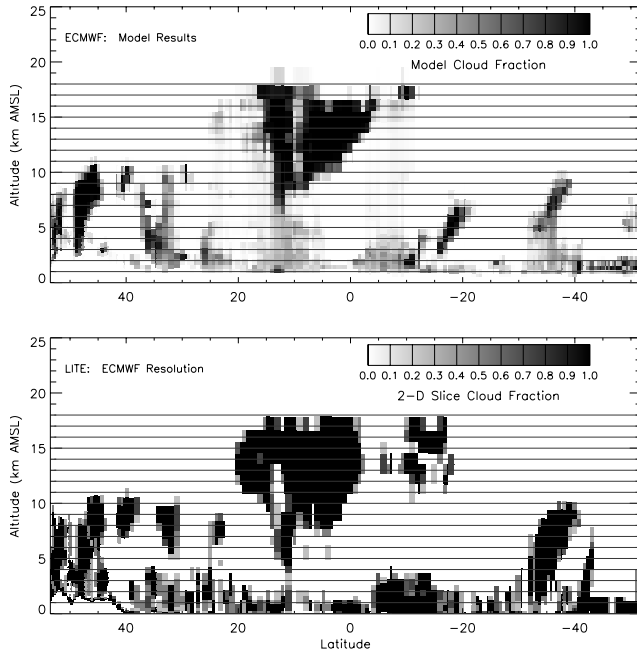 25
20
15
10
5
0
Altitude (km AMSL)
ECMWF: Model Results
0.0 0.1 0.2 0.3 0.4 0.5 0.6 0.7 0.8 0.9 1.0
Model Cloud Fraction
40 20 0 -20 -40
25
20
15
10
5
0
Altitude (km AMSL)
LITE: ECMWF Resolution
0.0 0.1 0.2 0.3 0.4 0.5 0.6 0.7 0.8 0.9 1.0
2-D Slice Cloud Fraction
40 20 0 -20 -40
Latitude